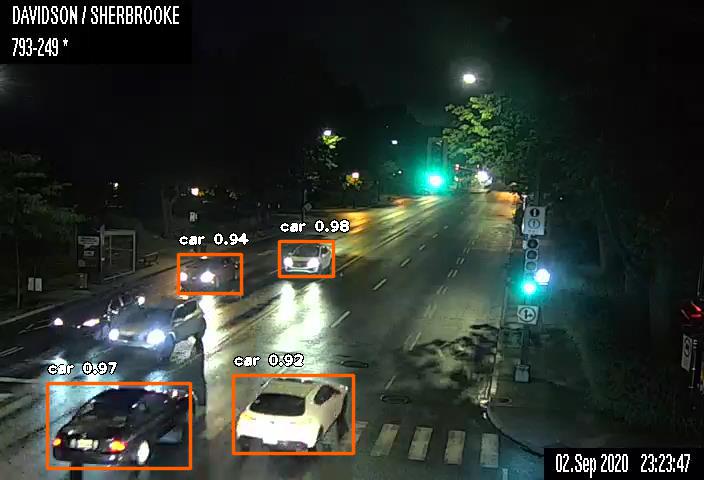 DAVIDSON / SHERBROOKE
793-249 *
car 0.94
car 0.98
car 0.97
car 0.92
02.Sep 2020 23:23:47